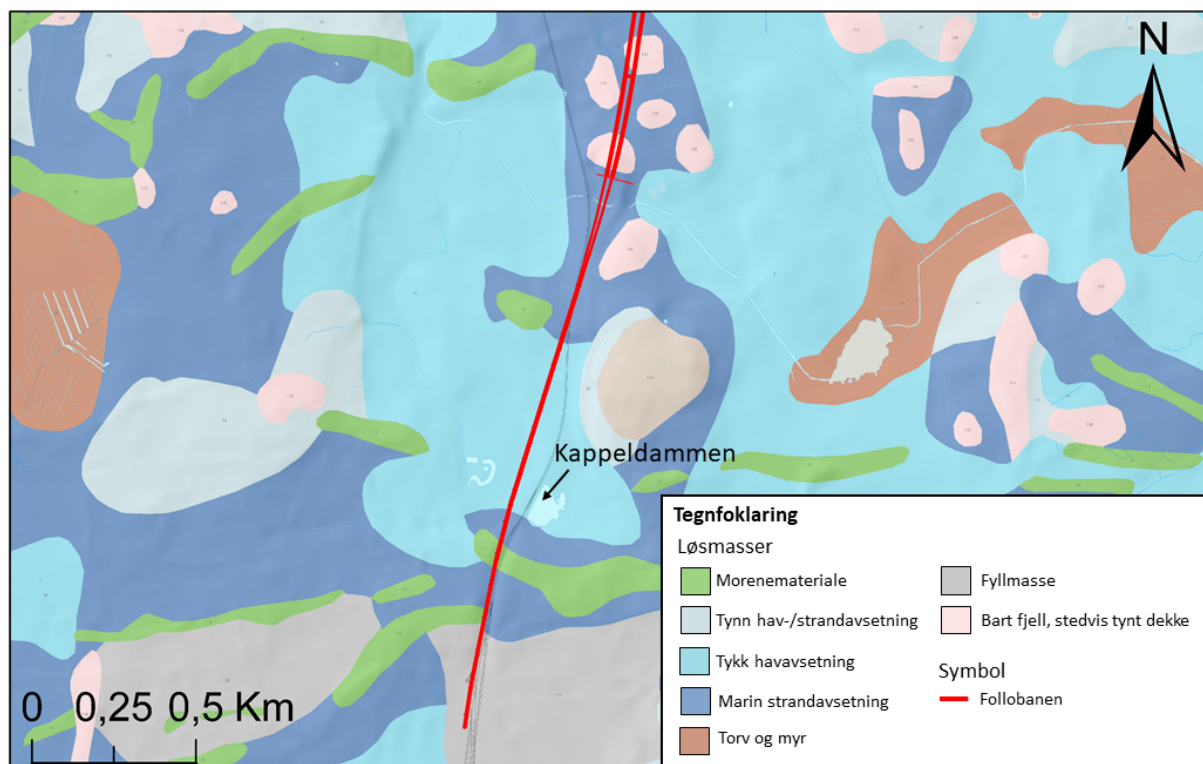 N
Kappeldammen
Tegnfoklaring
Løsmasser
Morenemateriale
Fyllmasse
Tynn hav-/strandavsetning
Bart fjell, stedvis tynt dekke
Tykk havavsetning
Symbol
Marin strandavsetning
Follobanen
Torv og myr
0 0,25 0,5 Km